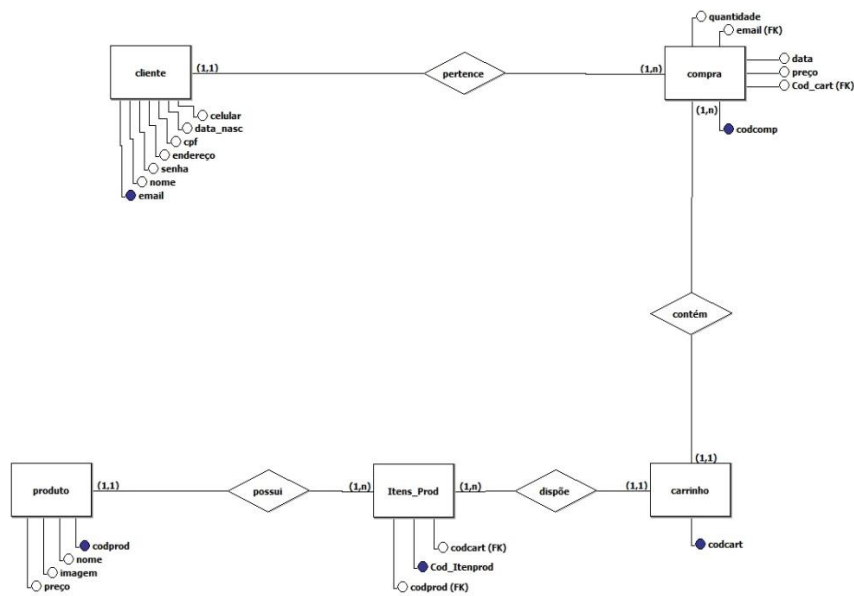 quantidade
email (FK)
cliente
(1,1)
pertence
(1,n)
compra
data
preço
Cod_cart (FK)
(1,n)
codcomp
celular
data_nasc
cpf
endereço
senha
nome
email
contém
(1,1)
produto
(1,1)
possui
(1,n)
Itens_Prod
(1,n)
dispõe
(1,1)
carrinho
codprod
nome
imagem
preço
codcart (FK)
Cod_Itenprod
codprod (FK)
codcart